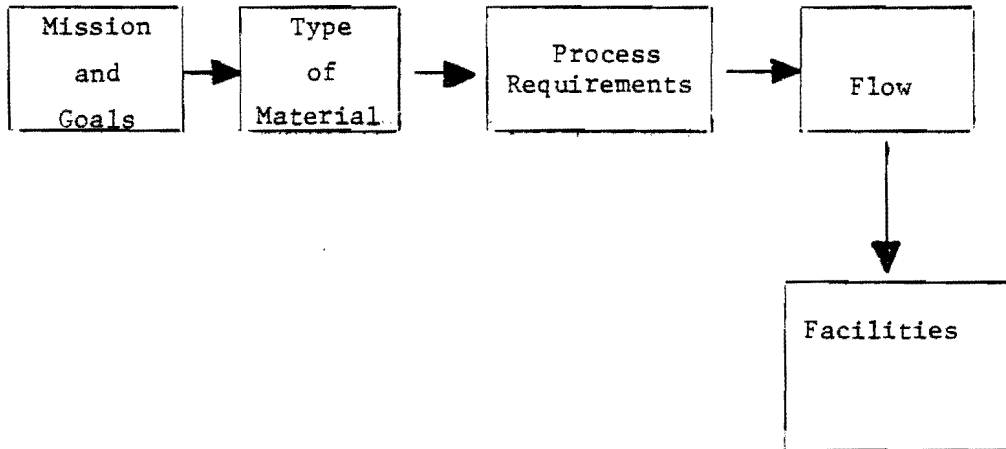 Mission
and
Goals
Type
of
Material
Process
Requirements
Flow
Facilities